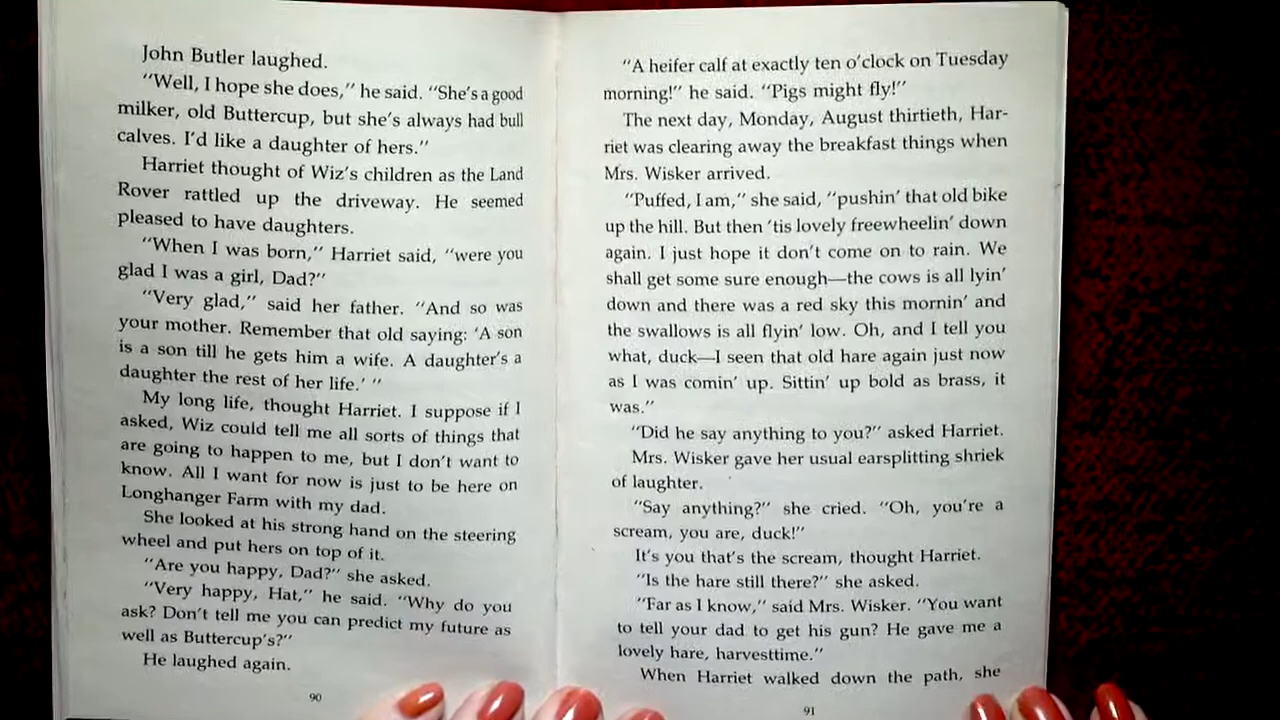 John Butler laughed.
"Well, I hope she does," he said. "She's a good
milker, old Buttercup, but she's always had bull
calves. I'd like a daughter of hers."
Harriet thought of Wiz's children as the Land
Rover rattled up the driveway. He seemed
pleased to have daughters.
"When I was born," Harriet said, "were you
glad I was a girl, Dad?"
"Very glad," said her father. "And so was
your mother. Remember that old saying: 'A son
is a son till he gets him a wife. A daughter's a
daughter the rest of her life.' "
My long life, thought Harriet. I suppose if I
asked, Wiz could tell me all sorts of things that
are going to happen to me, but I don't want to
know. All I want for now is just to be here on
Longhanger Farm with my dad.
She looked at his strong hand on the steering
wheel and put hers on top of it.
"Are you happy, Dad?" she asked.
"Very happy, Hat," he said. "Why do you
ask? Don't tell me you can predict my future as
well as Buttercup's?"
He laughed again.
90
"A heifer calf at exactly ten o'clock on Tuesday
morning!" he said. "Pigs might fly!"
The next day, Monday, August thirtieth, Har-
riet was clearing away the breakfast things when
Mrs. Wisker arrived.
"Puffed, I am," she said, "pushin' that old bike
up the hill. But then 'tis lovely freewheelin' down
again. I just hope it don't come on to rain. We
shall get some sure enough—the cows is all lyin'
down and there was a red sky this mornin' and
the swallows is all flyin' low. Oh, and I tell you
what, duck—I seen that old hare again just now
as I was comin' up. Sittin' up bold as brass, it
was."
"Did he say anything to you?" asked Harriet.
Mrs. Wisker gave her usual earsplitting shriek
of laughter.
"Say anything?" she cried. "Oh, you're a
scream, you are, duck!"
It's you that's the scream, thought Harriet.
"Is the hare still there?" she asked.
"Far as I know," said Mrs. Wisker. "You want
to tell your dad to get his gun? He gave me a
lovely hare, harvesttime."
When Harriet walked down the path, she
91